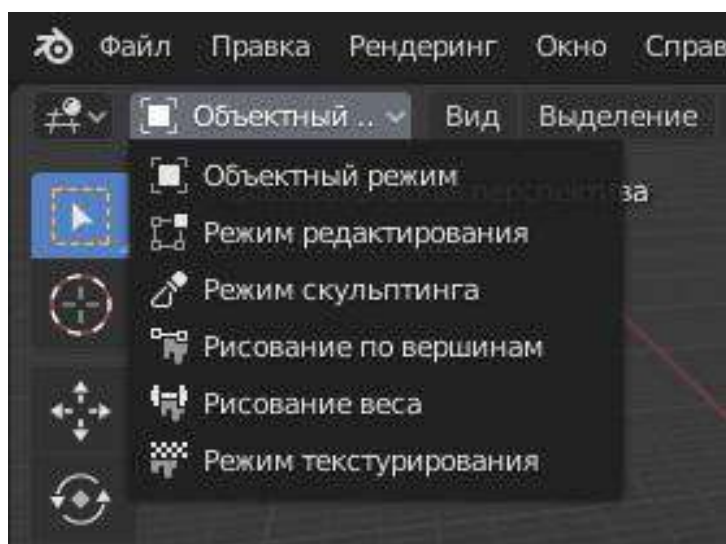 Файл Правка Рендеринг Окно Справ
Объектный .. Вид Выделение
Объектный режим
Режим редактирования
Режим скульптинга
Рисование по вершинам
Рисование веса
Режим текстурирования